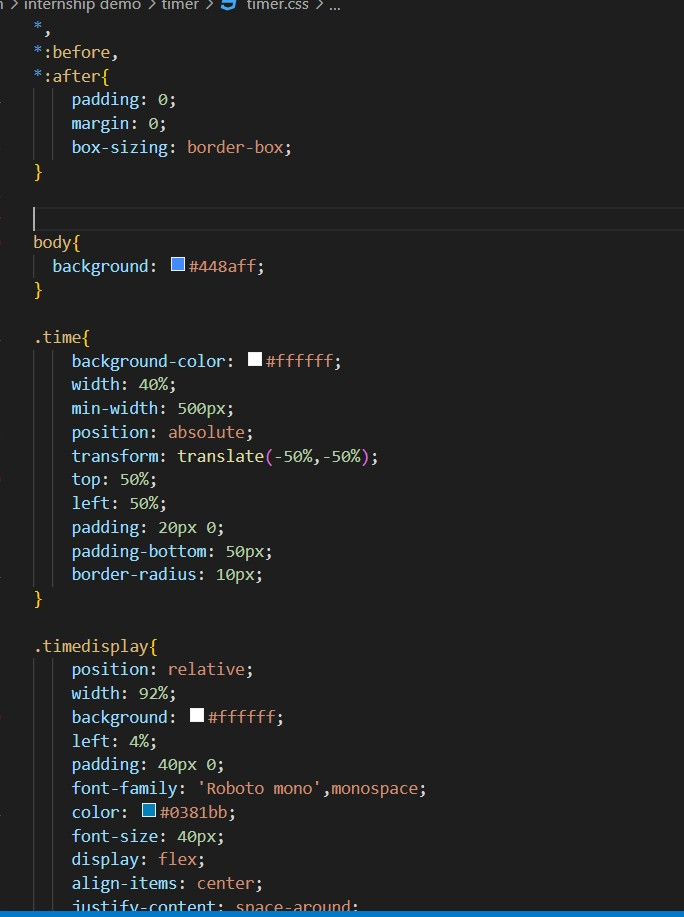 internship demo > timer > timer.css > ...
*,
*:before,
*:after{
    padding: 0;
    margin: 0;
    box-sizing: border-box;
}

body{
  background: #448aff;
}

.time{
    background-color: #ffffff;
    width: 40%;
    min-width: 500px;
    position: absolute;
    transform: translate(-50%,-50%);
    top: 50%;
    left: 50%;
    padding: 20px 0;
    padding-bottom: 50px;
    border-radius: 10px;
}

.timedisplay{
    position: relative;
    width: 92%;
    background: #ffffff;
    left: 4%;
    padding: 40px 0;
    font-family: 'Roboto mono',monospace;
    color: #0381bb;
    font-size: 40px;
    display: flex;
    align-items: center;
    justify-content: space-around;